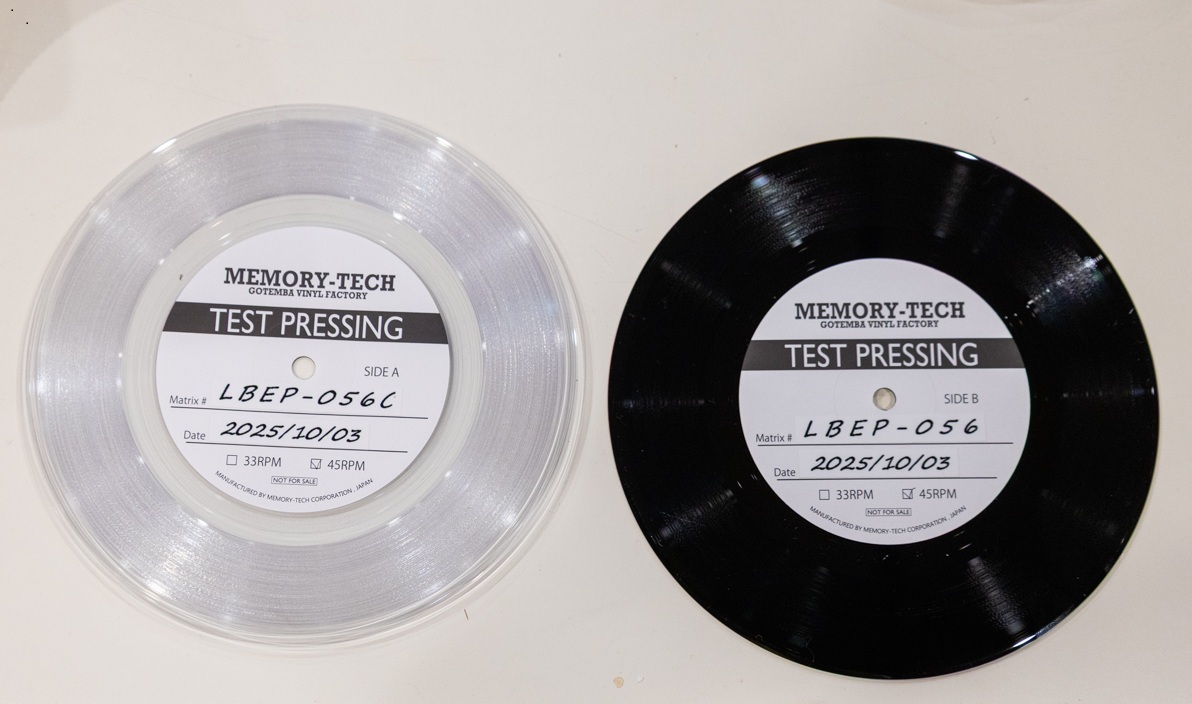 MEMORY-TECH
GOTEMBA VINYL FACTORY
TEST PRESSING
SIDE A
Matrix # LBEP-056C
Date 2025/10/03
☐ 33RPM ☑ 45RPM
NOT FOR SALE
MANUFACTURED BY MEMORY-TECH CORPORATION , JAPAN
MEMORY-TECH
GOTEMBA VINYL FACTORY
TEST PRESSING
SIDE B
Matrix # LBEP-056
Date 2025/10/03
☐ 33RPM ☑ 45RPM
NOT FOR SALE
MANUFACTURED BY MEMORY-TECH CORPORATION , JAPAN